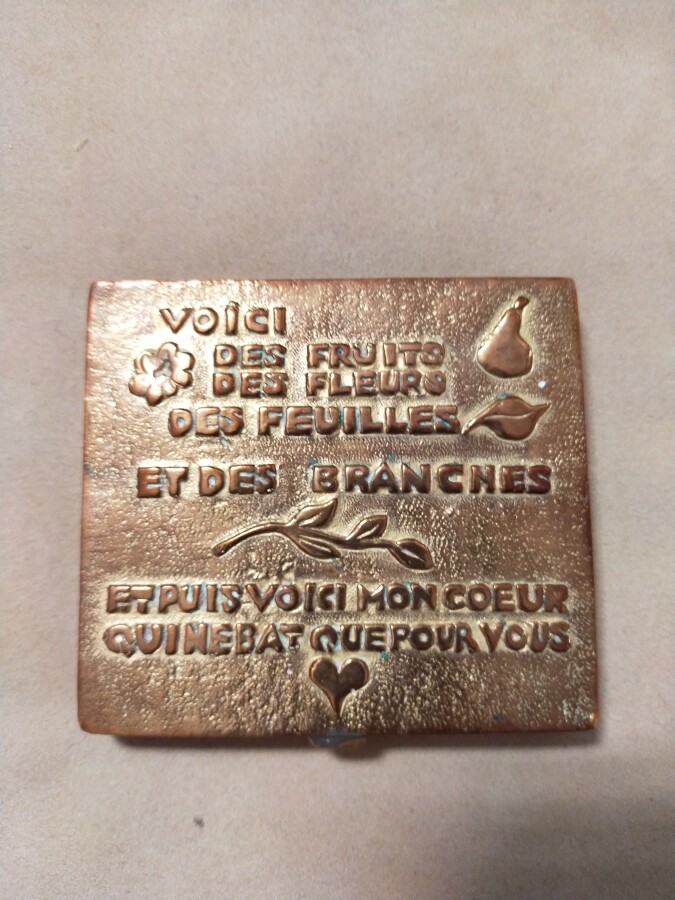 VOICI
DES FRUITS
DES FLEURS
DES FEUILLES
ET DES BRANCHES
ET PUIS VOICI MON COEUR
QUI NE BAT QUE POUR VOUS